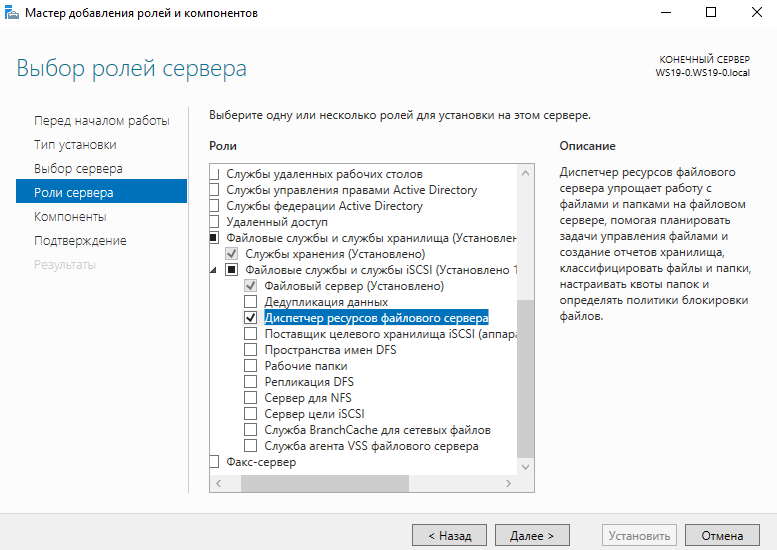 Мастер добавления ролей и компонентов
Выбор ролей сервера
КОНЕЧНЫЙ СЕРВЕР
WS19-0.WS19-0.local
Перед началом работы
Тип установки
Выбор сервера
Роли сервера
Компоненты
Подтверждение
Результаты
Выберите одну или несколько ролей для установки на этом сервере.
Роли
Службы удаленных рабочих столов
Службы управления правами Active Directory
Службы федерации Active Directory
Удаленный доступ
Файловые службы и службы хранилища (Установлен
Службы хранения (Установлено)
Файловые службы и службы iSCSI (Установлено 1
Файловый сервер (Установлено)
Дедупликация данных
Диспетчер ресурсов файлового сервера
Поставщик целевого хранилища iSCSI (аппара
Пространства имен DFS
Рабочие папки
Репликация DFS
Сервер для NFS
Сервер цели iSCSI
Служба BranchCache для сетевых файлов
Служба агента VSS файлового сервера
Факс-сервер
Описание
Диспетчер ресурсов файлового
сервера упрощает работу с
файлами и папками на файловом
сервере, помогая планировать
задачи управления файлами и
создание отчетов хранилища,
классифицировать файлы и папки,
настраивать квоты папок и
определять политики блокировки
файлов.
< Назад
Далее >
Установить
Отмена